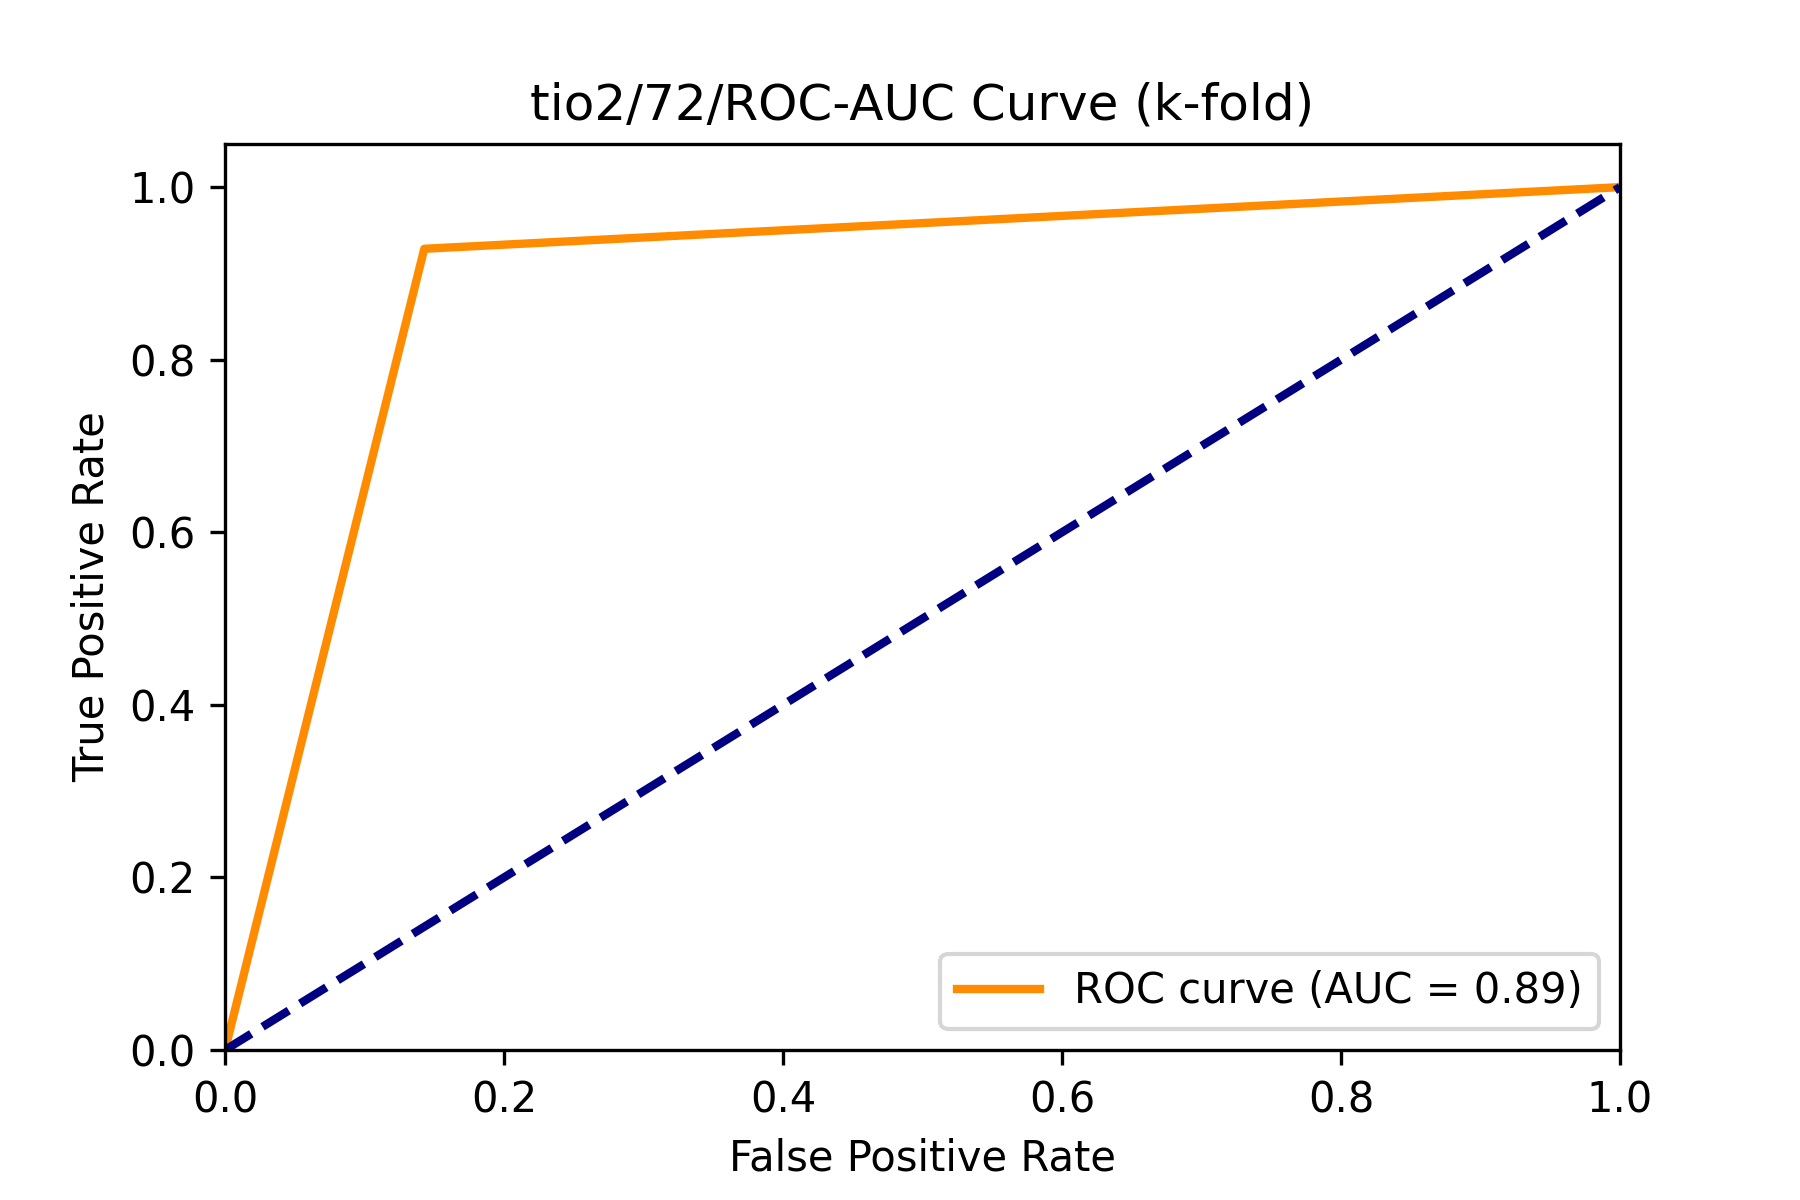 tio2/72/ROC-AUC Curve (k-fold)
True Positive Rate
1.0
0.8
0.6
0.4
0.2
0.0
0.0 0.2 0.4 0.6 0.8 1.0
False Positive Rate
ROC curve (AUC = 0.89)